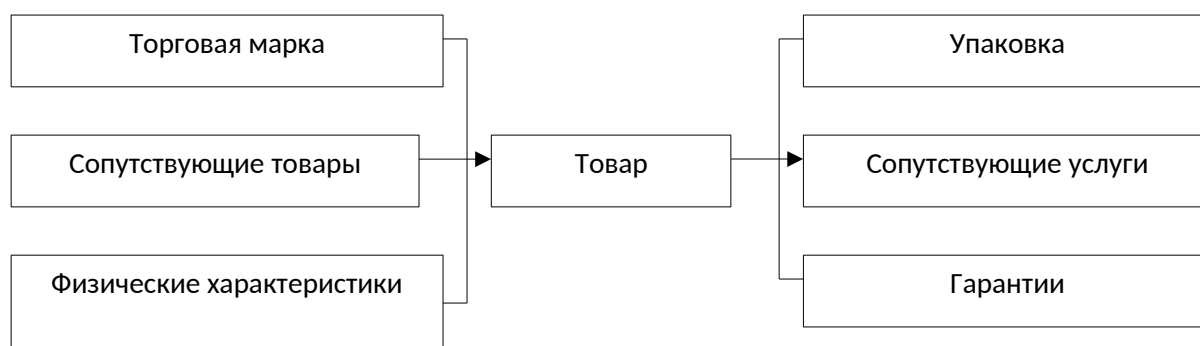 Торговая марка
Упаковка
Сопутствующие товары
Товар
Сопутствующие услуги
Физические характеристики
Гарантии